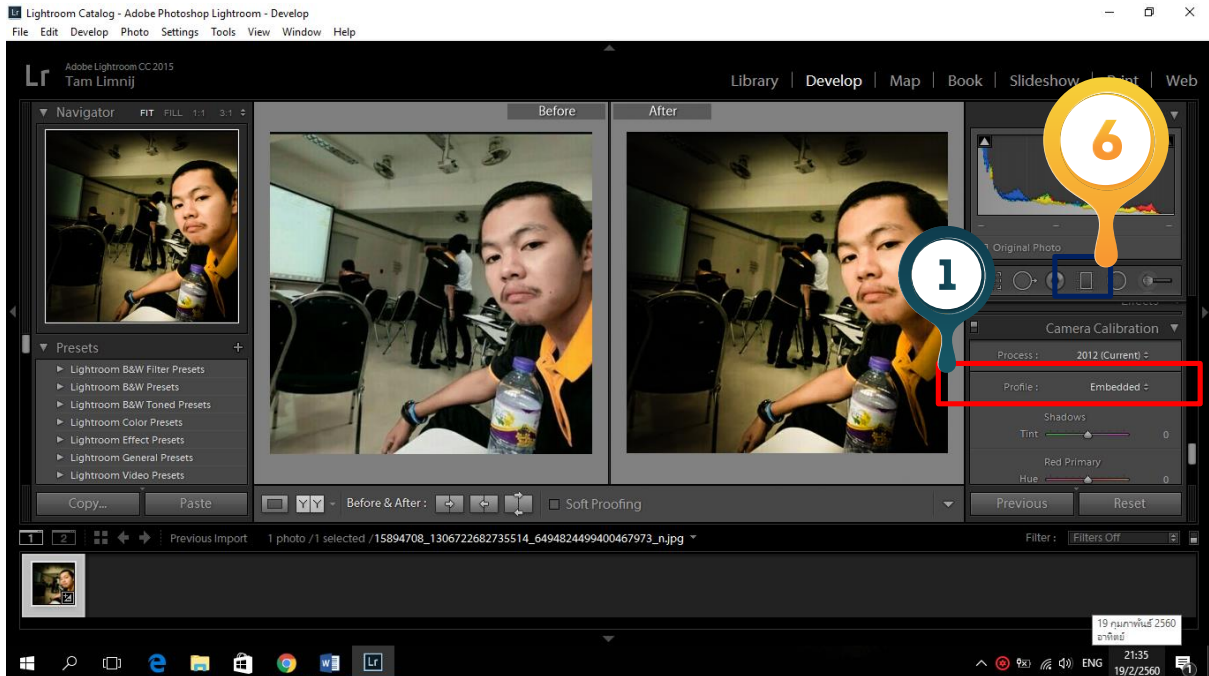 Lightroom Catalog - Adobe Photoshop Lightroom - Develop
File Edit Develop Photo Settings Tools View Window Help
Lr Adobe Lightroom CC 2015
Tam Limnij
Library | Develop | Map | Book | Slideshow | Print | Web
Navigator FIT FILL 1:1 3:1
Before
After
6
Original Photo
1
Effects
Camera Calibration
Process : 2012 (Current)
Profile : Embedded
Shadows
Tint 0
Red Primary
Hue 0
Presets +
Lightroom B&W Filter Presets
Lightroom B&W Presets
Lightroom B&W Toned Presets
Lightroom Color Presets
Lightroom Effect Presets
Lightroom General Presets
Lightroom Video Presets
Copy... Paste
YY Before & After : Soft Proofing
Previous Reset
1 2 Previous Import 1 photo /1 selected /15894708_1306722682735514_6494824499400467973_n.jpg
Filter : Filters Off
19 กุมภาพันธ์ 2560
อาทิตย์
Lr
ENG
21:35
19/2/2560
1